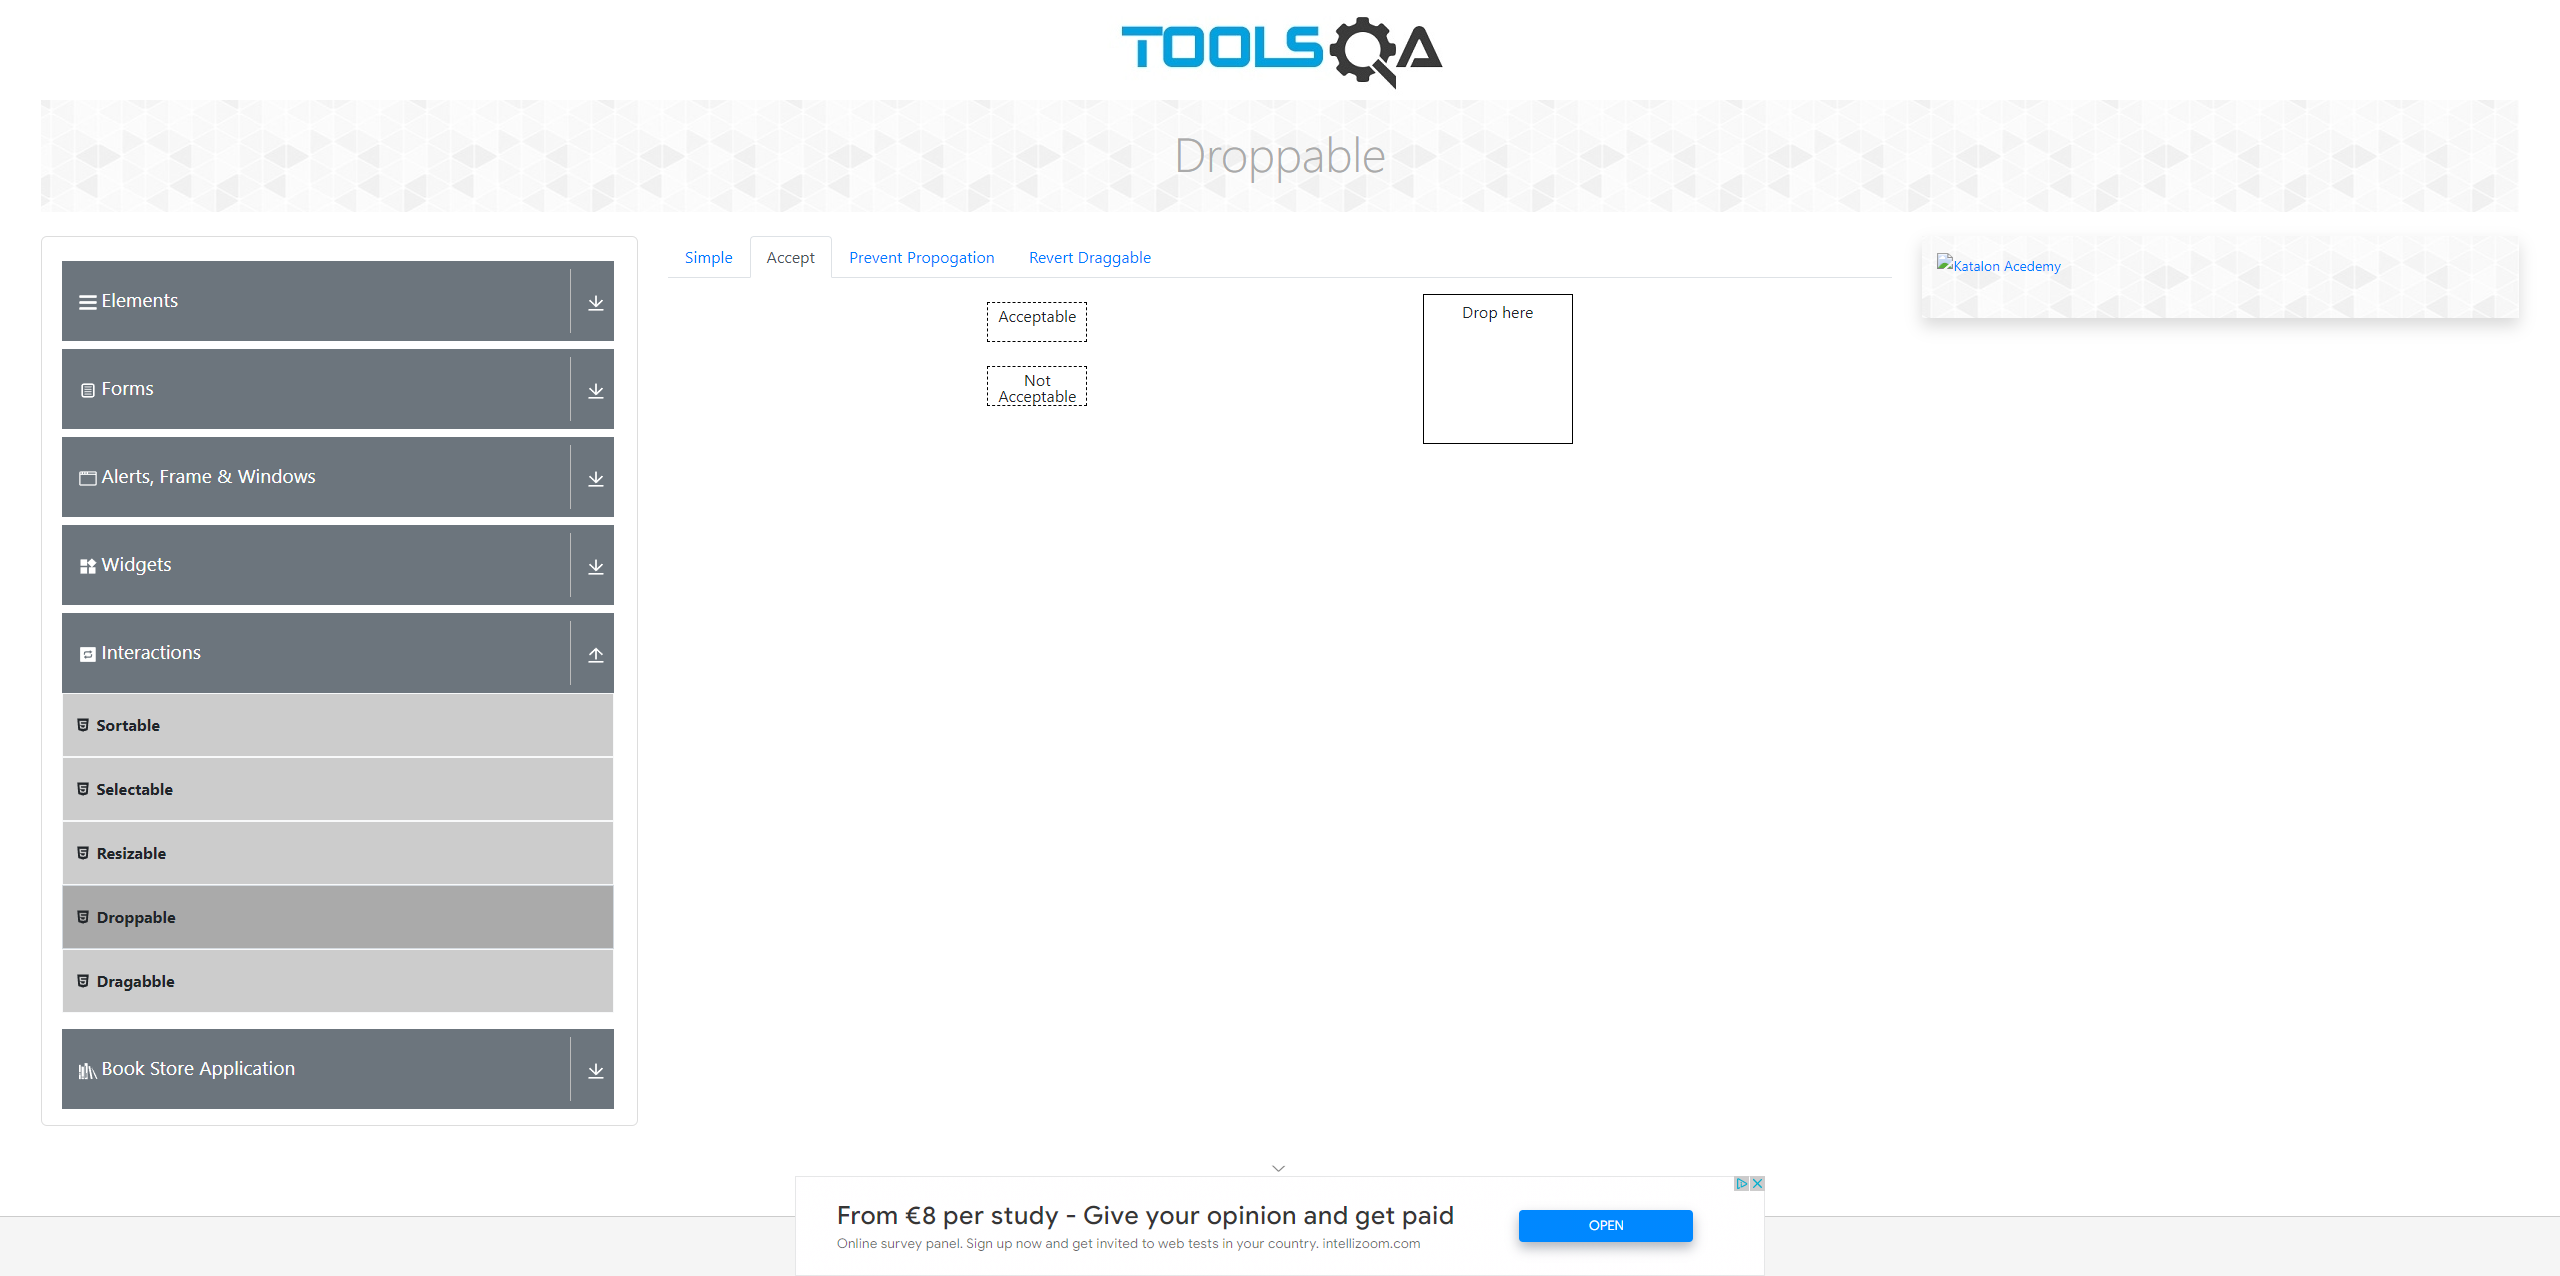 TOOLSQA
Droppable
Elements
Forms
Alerts, Frame & Windows
Widgets
Interactions
Sortable
Selectable
Resizable
Droppable
Dragabble
Book Store Application
Simple
Accept
Prevent Propogation
Revert Draggable
Acceptable
Not
Acceptable
Drop here
Katalon Acedemy
From €8 per study - Give your opinion and get paid
Online survey panel. Sign up now and get invited to web tests in your country. intellizoom.com
OPEN